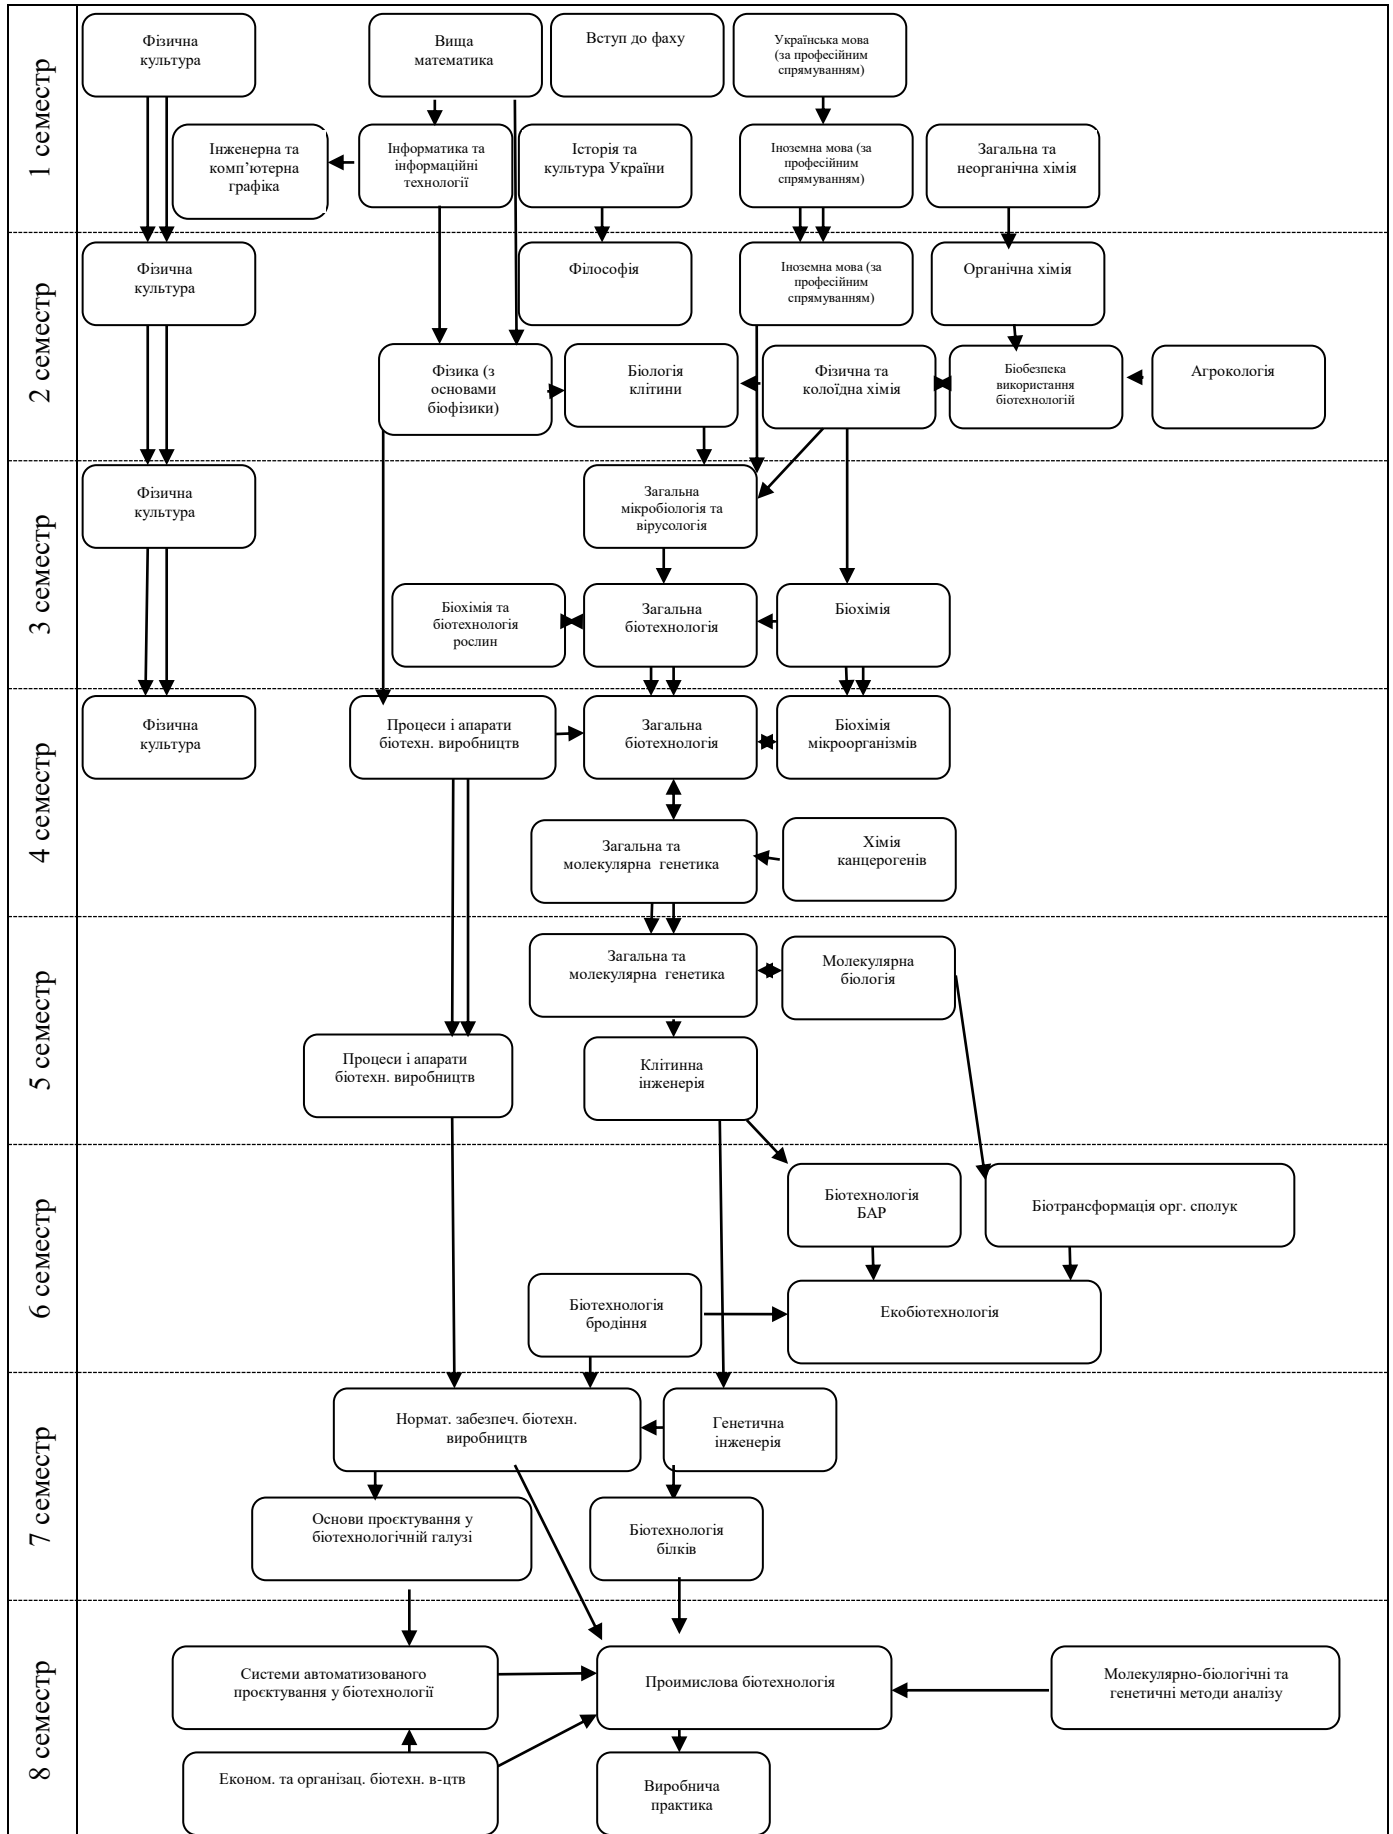 1 семестр
Фізична
культура
Вища
математика
Вступ до фаху
Українська мова
(за професійним
спрямуванням)
Інженерна та
комп’ютерна
графіка
Інформатика та
інформаційні
технології
Історія та
культура України
Іноземна мова (за
професійним
спрямуванням)
Загальна та
неорганічна хімія
2 семестр
Фізична
культура
Філософія
Іноземна мова (за
професійним
спрямуванням)
Органічна хімія
Фізика (з
основами
біофізики)
Біологія
клітини
Фізична та
колоїдна хімія
Біобезпека
використання
біотехнологій
Агрокологія
3 семестр
Фізична
культура
Загальна
мікробіологія та
вірусологія
Біохімія та
біотехнологія
рослин
Загальна
біотехнологія
Біохімія
4 семестр
Фізична
культура
Процеси і апарати
біотехн. виробництв
Загальна
біотехнологія
Біохімія
мікроорганізмів
Загальна та
молекулярна генетика
Хімія
канцерогенів
5 семестр
Загальна та
молекулярна генетика
Молекулярна
біологія
Процеси і апарати
біотехн. виробництв
Клітинна
інженерія
6 семестр
Біотехнологія
БАР
Біотрансформація орг. сполук
Біотехнологія
бродіння
Екобіотехнологія
7 семестр
Нормат. забезпеч. біотехн.
виробництв
Генетична
інженерія
Основи проєктування у
біотехнологічній галузі
Біотехнологія
білків
8 семестр
Системи автоматизованого
проєктування у біотехнології
Проимислова біотехнологія
Молекулярно-біологічні та
генетичні методи аналізу
Економ. та організац. біотехн. в-цтв
Виробнича
практика